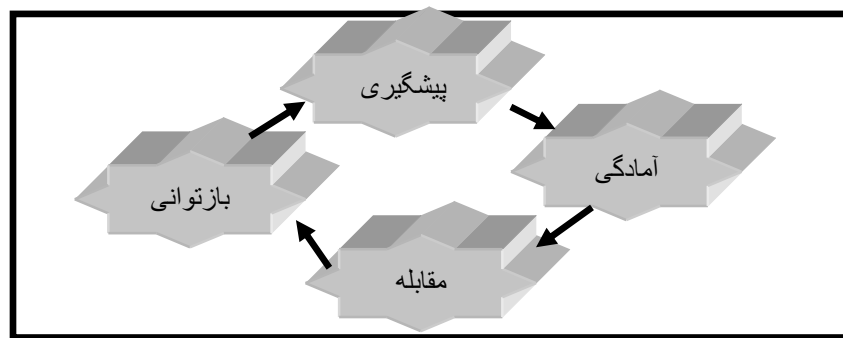 پیشگیری
آمادگی
مقابله
بازتوانی